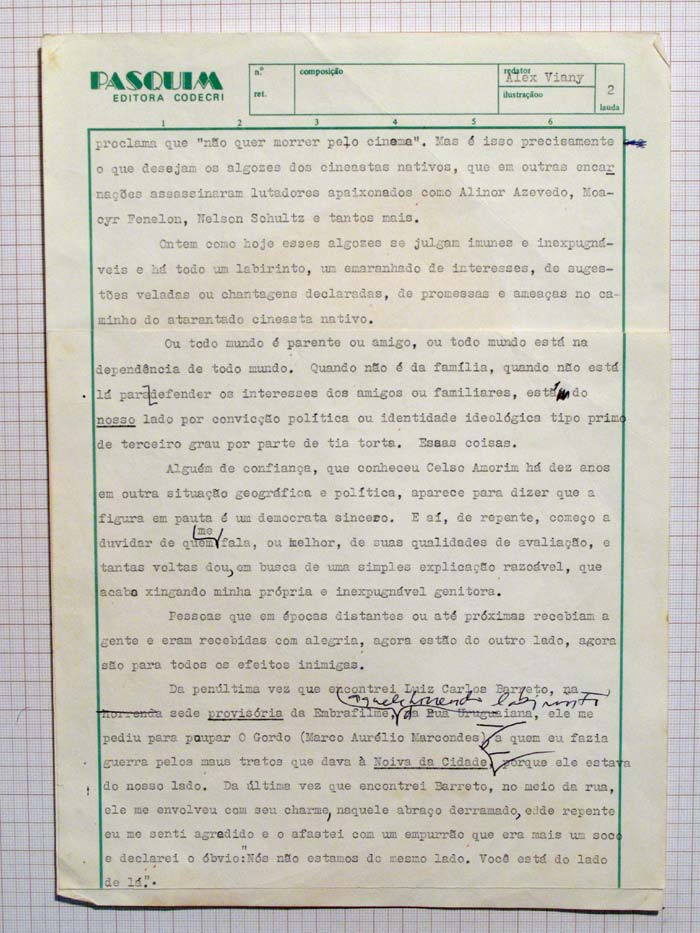 PASQUIM
EDITORA CODECRI
n.º
ret.
composição
redator
Alex Viany
ilustração
2
lauda
1 2 3 4 5 6
proclama que "não quer morrer pelo cinema". Mas é isso precisamente
o que desejam os algozes dos cineastas nativos, que em outras encar
nações assassinaram lutadores apaixonados como Alinor Azevedo, Moa-
cyr Fenelon, Nelson Schultz e tantos mais.
Ontem como hoje esses algozes se julgam imunes e inexpugná-
veis e há todo um labirinto, um emaranhado de interesses, de suges-
tões veladas ou chantagens declaradas, de promessas e ameaças no ca-
minho do atarantado cineasta nativo.
Ou todo mundo é parente ou amigo, ou todo mundo está na
dependência de todo mundo. Quando não é da família, quando não está
lá para defender os interesses dos amigos ou familiares, está do
nosso lado por convicção política ou identidade ideológica tipo primo
de terceiro grau por parte de tia torta. Essas coisas.
Alguém de confiança, que conheceu Celso Amorim há dez anos
em outra situação geográfica e política, aparece para dizer que a
figura em pauta é um democrata sincero. E aí, de repente, começo a
me
duvidar de quem fala, ou melhor, de suas qualidades de avaliação, e
tantas voltas dou, em busca de uma simples explicação razoável, que
acabo xingando minha própria e inexpugnável genitora.
Pessoas que em épocas distantes ou até próximas recebiam a
gente e eram recebidas com alegria, agora estão do outro lado, agora
são para todos os efeitos inimigas.
Da penúltima vez que encontrei Luiz Carlos Barreto, na
aquele horrendo labirinto
horrenda sede provisória da Embrafilme, na Rua Uruguaiana, ele me
pediu para poupar O Gordo (Marco Aurélio Marcondes) a quem eu fazia
guerra pelos maus tratos que dava à Noiva da Cidade, porque ele estava
do nosso lado. Da última vez que encontrei Barreto, no meio da rua,
ele me envolveu com seu charme, naquele abraço derramado, e de repente
eu me senti agredido e o afastei com um empurrão que era mais um soco
e declarei o óbvio: "Nós não estamos do mesmo lado. Você está do lado
de lá".